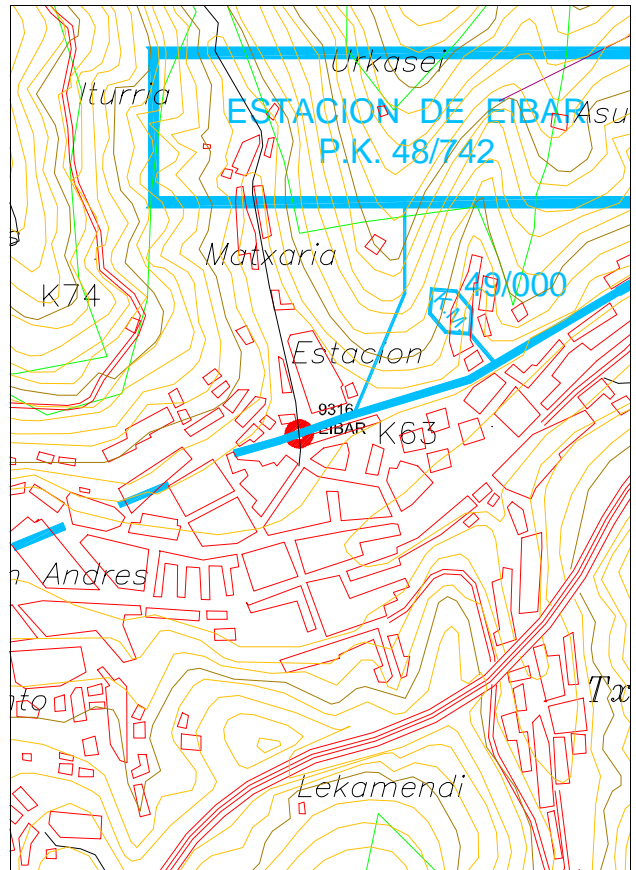 Urkasei
Iturria
ESTACION DE EIBAR
Asu
P.K. 48/742
s
Matxaria
K74
49/000
K.M.
Estacion
9316
EIBAR
K63
n Andres
nto
Tx
Lekamendi